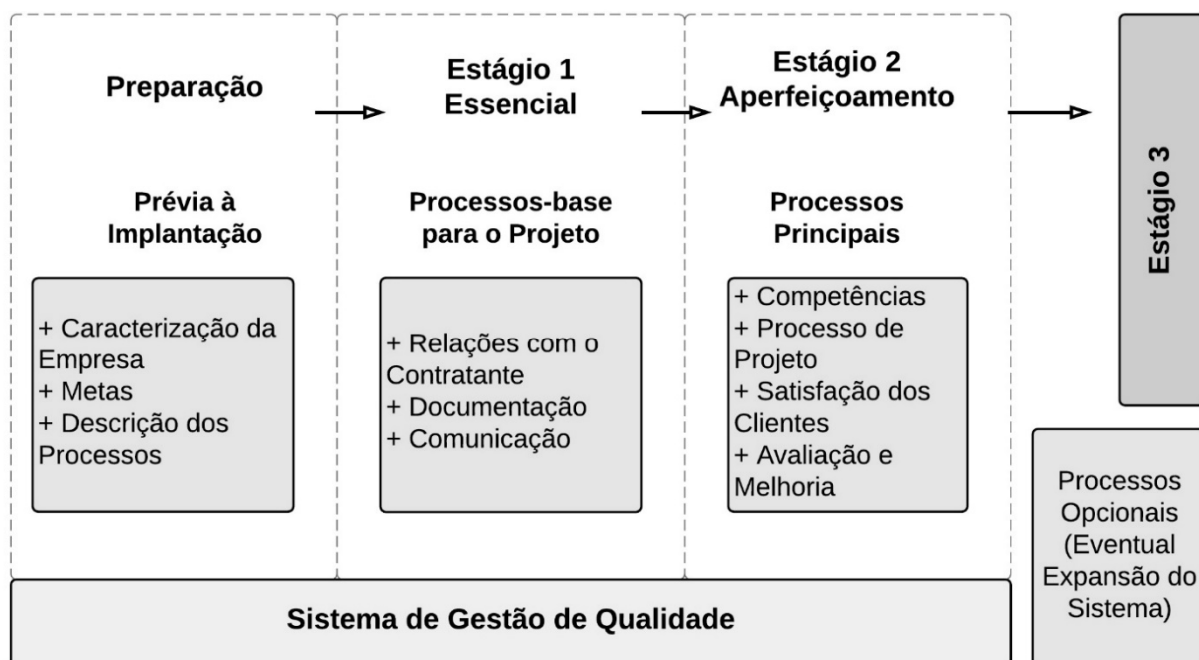 Preparação
Prévia à
Implantação
+ Caracterização da
Empresa
+ Metas
+ Descrição dos
Processos
Estágio 1
Essencial
Processos-base
para o Projeto
+ Relações com o
Contratante
+ Documentação
+ Comunicação
Estágio 2
Aperfeiçoamento
Processos
Principais
+ Competências
+ Processo de
Projeto
+ Satisfação dos
Clientes
+ Avaliação e
Melhoria
Estágio 3
Processos
Opcionais
(Eventual
Expansão do
Sistema)
Sistema de Gestão de Qualidade